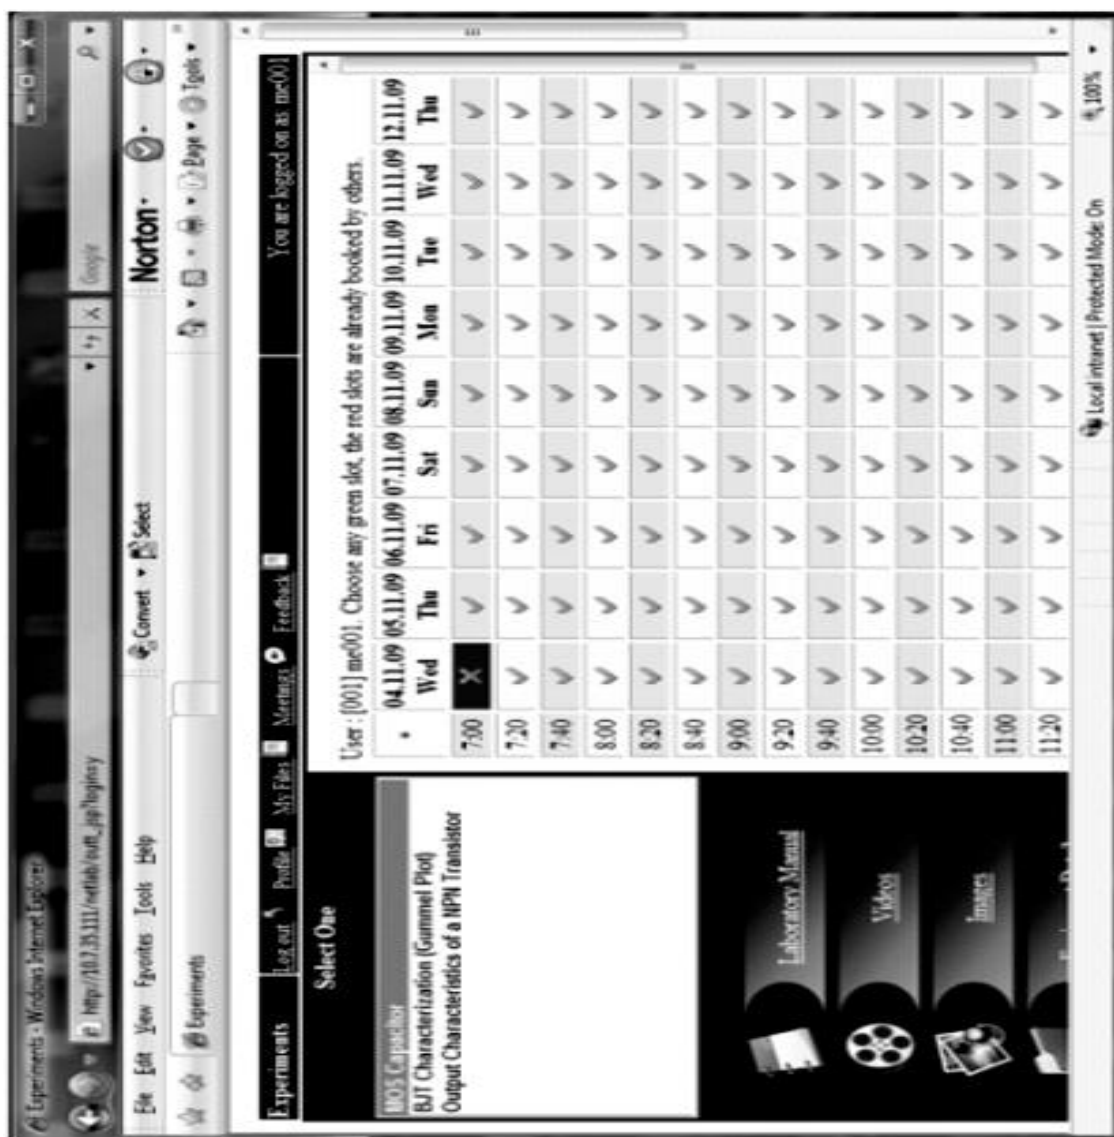 Experiments - Windows Internet Explorer
http://10.7.35.111/netlab/outt_jsp?loginxy
Google
File Edit View Favorites Tools Help
Convert Select
Norton
Experiments
Page Tools
Experiments Log out Profile My Files Meetings Feedback You are logged on as me001
Select One
MOS Capacitor
BJT Characterization (Gummel Plot)
Output Characteristics of a NPN Transistor
Laboratory Manual
Videos
Images
User : [001] me001. Choose any green slot, the red slots are already booked by others.
* 04.11.09 05.11.09 06.11.09 07.11.09 08.11.09 09.11.09 10.11.09 11.11.09 12.11.09
Wed Thu Fri Sat Sun Mon Tue Wed Thu
7:00 X
7:20
7:40
8:00
8:20
8:40
9:00
9:20
9:40
10:00
10:20
10:40
11:00
11:20
Local intranet | Protected Mode: On 100%